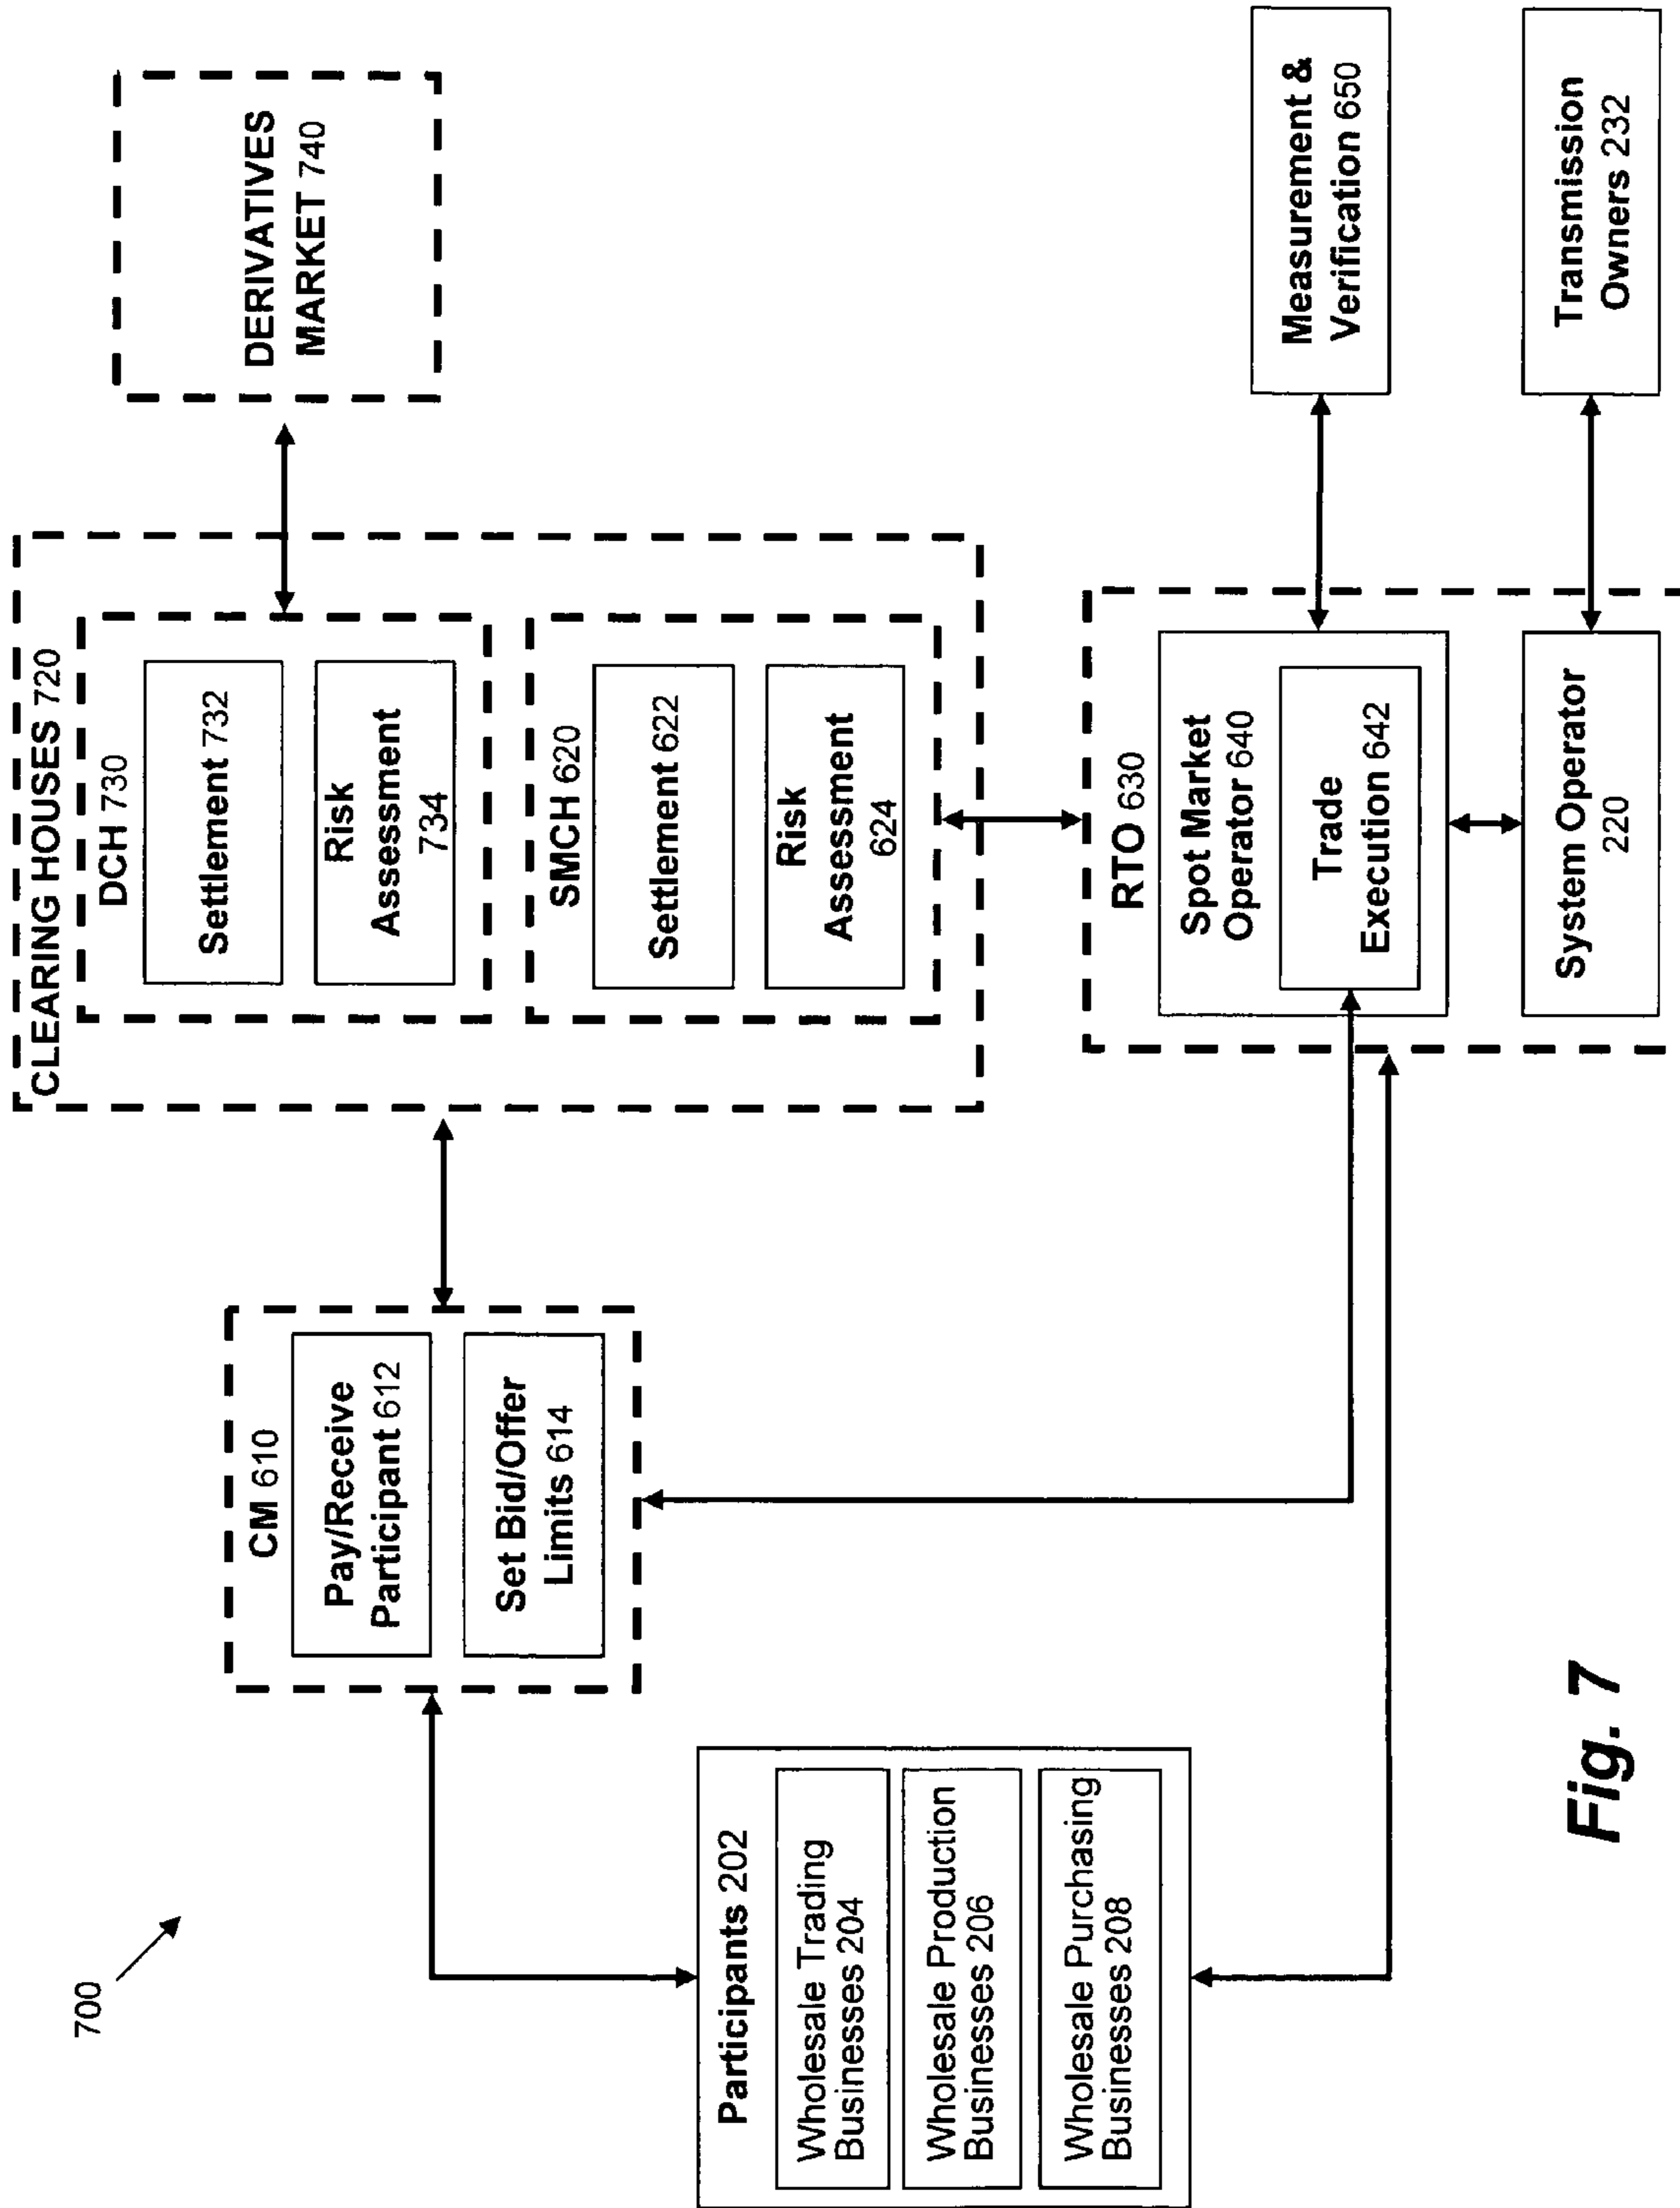 700
CLEARING HOUSES 720
DCH 730
Settlement 732
Risk
Assessment
734
SMCH 620
Settlement 622
Risk
Assessment
624
DERIVATIVES
MARKET 740
CM 610
Pay/Receive
Participant 612
Set Bid/Offer
Limits 614
Participants 202
Wholesale Trading
Businesses 204
Wholesale Production
Businesses 206
Wholesale Purchasing
Businesses 208
RTO 630
Spot Market
Operator 640
Trade
Execution 642
System Operator
220
Measurement &
Verification 650
Transmission
Owners 232
Fig. 7